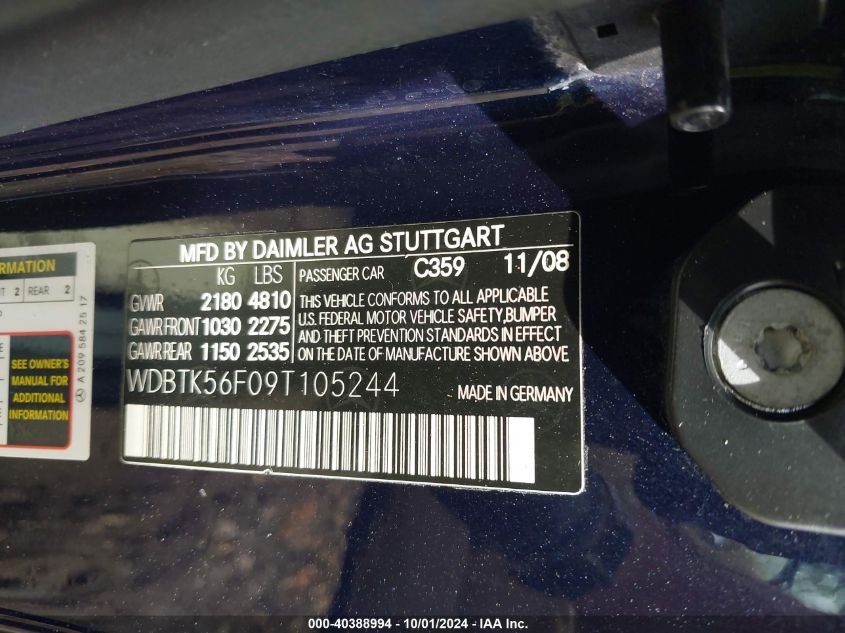 MFD BY DAIMLER AG STUTTGART
KG LBS
GVWR 2180 4810
GAWR FRONT 1030 2275
GAWR REAR 1150 2535
PASSENGER CAR C359 11/08
THIS VEHICLE CONFORMS TO ALL APPLICABLE
U.S. FEDERAL MOTOR VEHICLE SAFETY, BUMPER
AND THEFT PREVENTION STANDARDS IN EFFECT
ON THE DATE OF MANUFACTURE SHOWN ABOVE
WDBTK56F09T105244
MADE IN GERMANY
2 REAR 2
SEE OWNER'S
MANUAL FOR
ADDITIONAL
INFORMATION
A 209 584 25 17
000-40388994 - 10/01/2024 - IAA Inc.